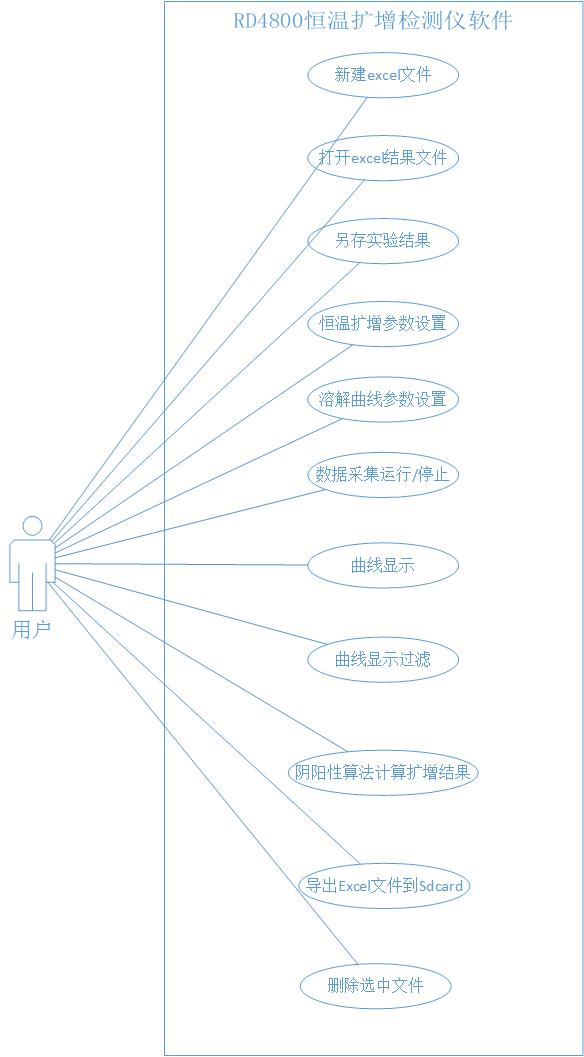 RD4800恒温扩增检测仪软件
新建excel文件
打开excel结果文件
另存实验结果
恒温扩增参数设置
溶解曲线参数设置
数据采集运行/停止
曲线显示
用户
曲线显示过滤
阴阳性算法计算扩增结果
导出Excel文件到Sdcard
删除选中文件